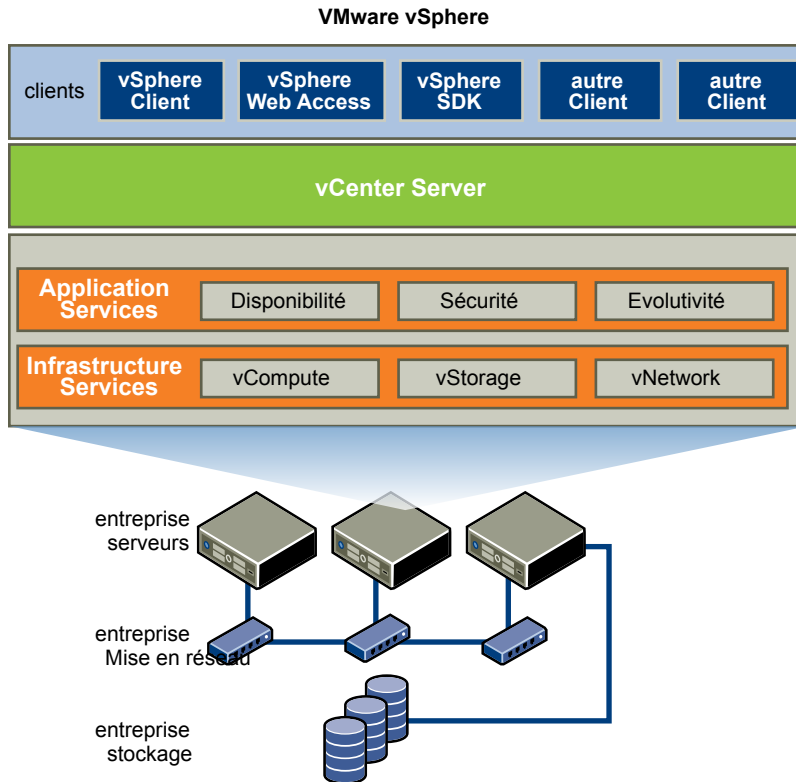 VMware vSphere
clients
vSphere
Client
vSphere
Web Access
vSphere
SDK
autre
Client
autre
Client
vCenter Server
Application
Services
Disponibilité
Sécurité
Evolutivité
Infrastructure
Services
vCompute
vStorage
vNetwork
entreprise
serveurs
entreprise
Mise en réseau
entreprise
stockage